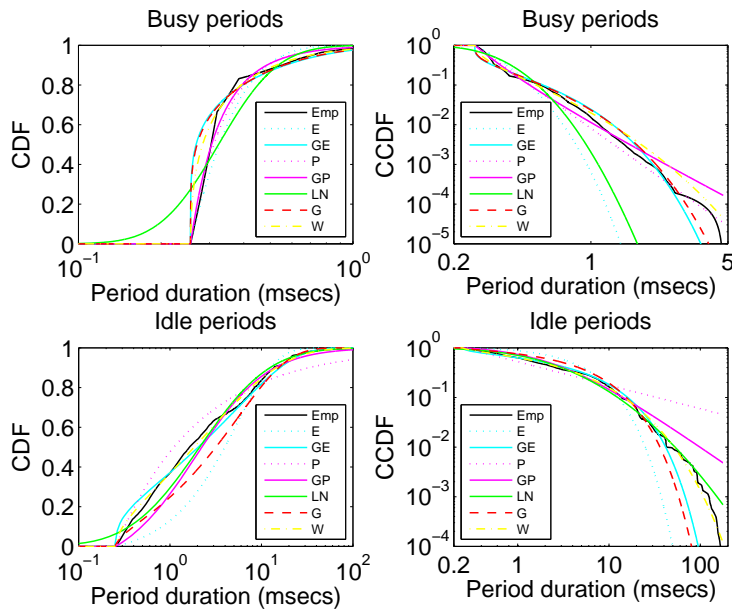 Busy periods
CDF
1
0.8
0.6
0.4
0.2
0
10^-1
10^0
Period duration (msecs)
Emp
E
GE
P
GP
LN
G
W
Busy periods
CCDF
10^0
10^-1
10^-2
10^-3
10^-4
10^-5
0.2
1
5
Period duration (msecs)
Emp
E
GE
P
GP
LN
G
W
Idle periods
CDF
1
0.8
0.6
0.4
0.2
0
10^-1
10^0
10^1
10^2
Period duration (msecs)
Emp
E
GE
P
GP
LN
G
W
Idle periods
CCDF
10^0
10^-1
10^-2
10^-3
10^-4
0.2
1
10
100
Period duration (msecs)
Emp
E
GE
P
GP
LN
G
W